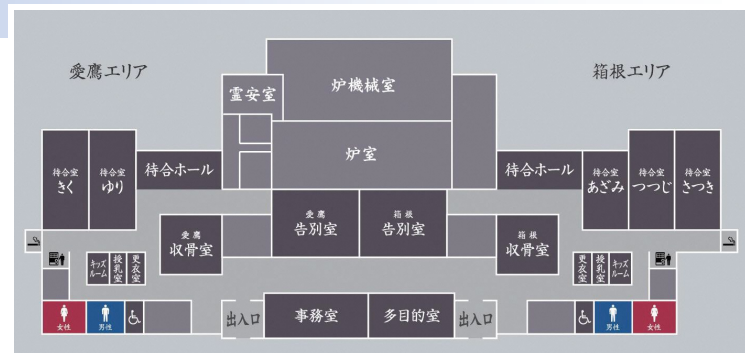 愛鷹エリア
箱根エリア
炉機械室
霊安室
炉室
待合室
きく
待合室
ゆり
待合ホール
待合ホール
待合室
あざみ
待合室
つつじ
待合室
さつき
愛鷹
告別室
箱根
告別室
愛鷹
収骨室
箱根
収骨室
キッズ
ルーム
授乳室
更衣室
更衣室
授乳室
キッズ
ルーム
女性
男性
出入口
事務室
多目的室
出入口
男性
女性